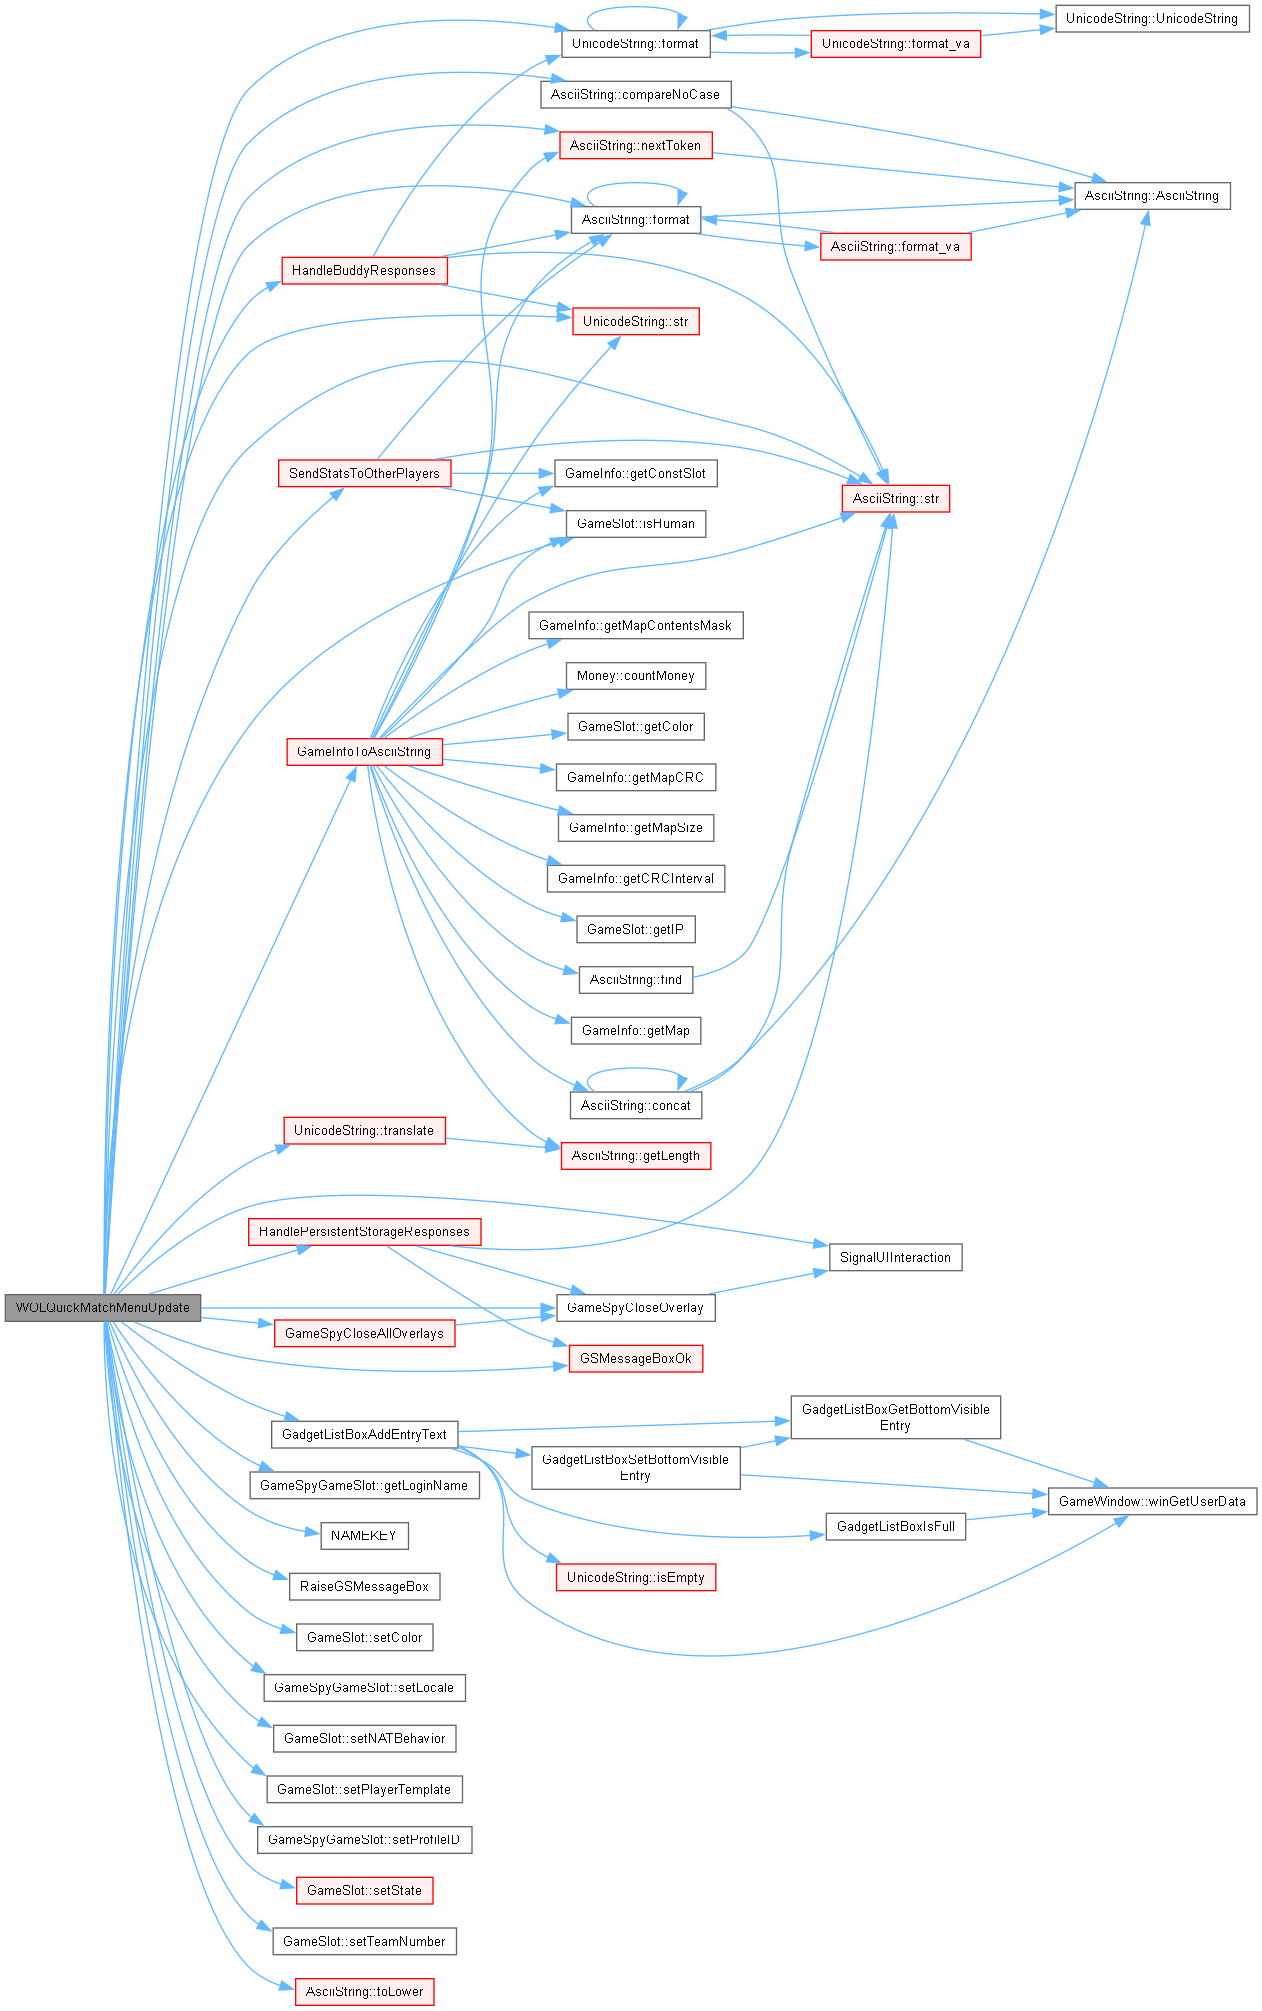 UnicodeString::format
UnicodeString::format_va
UnicodeString::UnicodeString
AsciiString::compareNoCase
AsciiString::nextToken
AsciiString::AsciiString
AsciiString::format
AsciiString::format_va
HandleBuddyResponses
UnicodeString::str
SendStatsToOtherPlayers
GameInfo::getConstSlot
AsciiString::str
GameSlot::isHuman
GameInfo::getMapContentsMask
Money::countMoney
GameSlot::getColor
GameInfoToAsciiString
GameInfo::getMapCRC
GameInfo::getMapSize
GameInfo::getCRCInterval
GameSlot::getIP
AsciiString::find
GameInfo::getMap
AsciiString::concat
UnicodeString::translate
AsciiString::getLength
HandlePersistentStorageResponses
SignalUIInteraction
WOLQuickMatchMenuUpdate
GameSpyCloseOverlay
GameSpyCloseAllOverlays
GSMessageBoxOk
GadgetListBoxAddEntryText
GadgetListBoxGetBottomVisible
Entry
GadgetListBoxSetBottomVisible
Entry
GameSpyGameSlot::getLoginName
GameWindow::winGetUserData
GadgetListBoxIsFull
NAMEKEY
UnicodeString::isEmpty
RaiseGSMessageBox
GameSlot::setColor
GameSpyGameSlot::setLocale
GameSlot::setNATBehavior
GameSlot::setPlayerTemplate
GameSpyGameSlot::setProfileID
GameSlot::setState
GameSlot::setTeamNumber
AsciiString::toLower